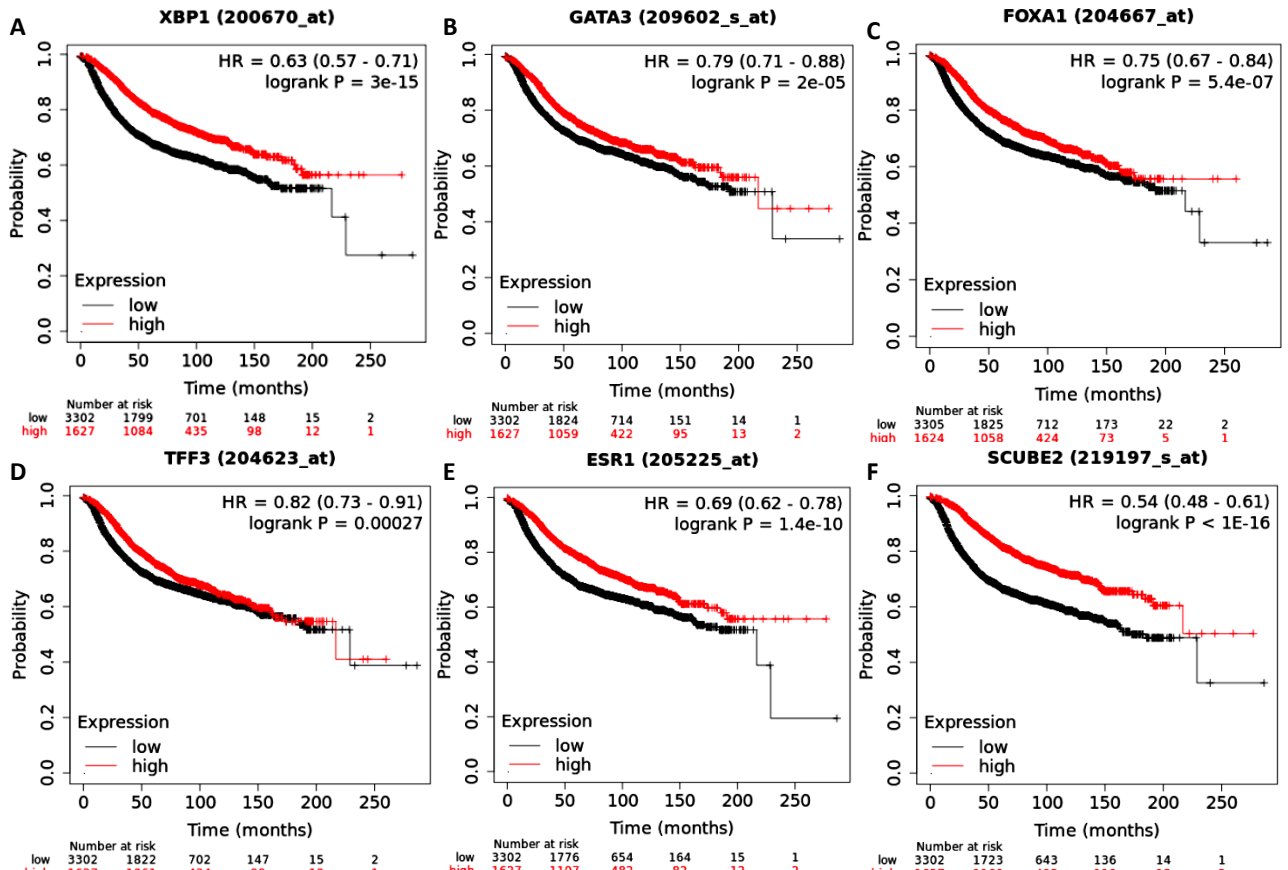 A
XBP1 (200670_at)
HR = 0.63 (0.57 - 0.71)
logrank P = 3e-15
Probability
1.0
0.8
0.6
0.4
0.2
0.0
Expression
low
high
0 50 100 150 200 250
Time (months)
Number at risk
low 3302 1799 701 148 15 2
high 1627 1084 435 98 12 1
B
GATA3 (209602_s_at)
HR = 0.79 (0.71 - 0.88)
logrank P = 2e-05
Probability
1.0
0.8
0.6
0.4
0.2
0.0
Expression
low
high
0 50 100 150 200 250
Time (months)
Number at risk
low 3302 1824 714 151 14 1
high 1627 1059 422 95 13 2
C
FOXA1 (204667_at)
HR = 0.75 (0.67 - 0.84)
logrank P = 5.4e-07
Probability
1.0
0.8
0.6
0.4
0.2
0.0
Expression
low
high
0 50 100 150 200 250
Time (months)
Number at risk
low 3305 1825 712 173 22 2
high 1624 1058 424 73 5 1
D
TFF3 (204623_at)
HR = 0.82 (0.73 - 0.91)
logrank P = 0.00027
Probability
1.0
0.8
0.6
0.4
0.2
0.0
Expression
low
high
0 50 100 150 200 250
Time (months)
Number at risk
low 3302 1822 702 147 15 2
E
ESR1 (205225_at)
HR = 0.69 (0.62 - 0.78)
logrank P = 1.4e-10
Probability
1.0
0.8
0.6
0.4
0.2
0.0
Expression
low
high
0 50 100 150 200 250
Time (months)
Number at risk
low 3302 1776 654 164 15 1
F
SCUBE2 (219197_s_at)
HR = 0.54 (0.48 - 0.61)
logrank P < 1E-16
Probability
1.0
0.8
0.6
0.4
0.2
0.0
Expression
low
high
0 50 100 150 200 250
Time (months)
Number at risk
low 3302 1723 643 136 14 1